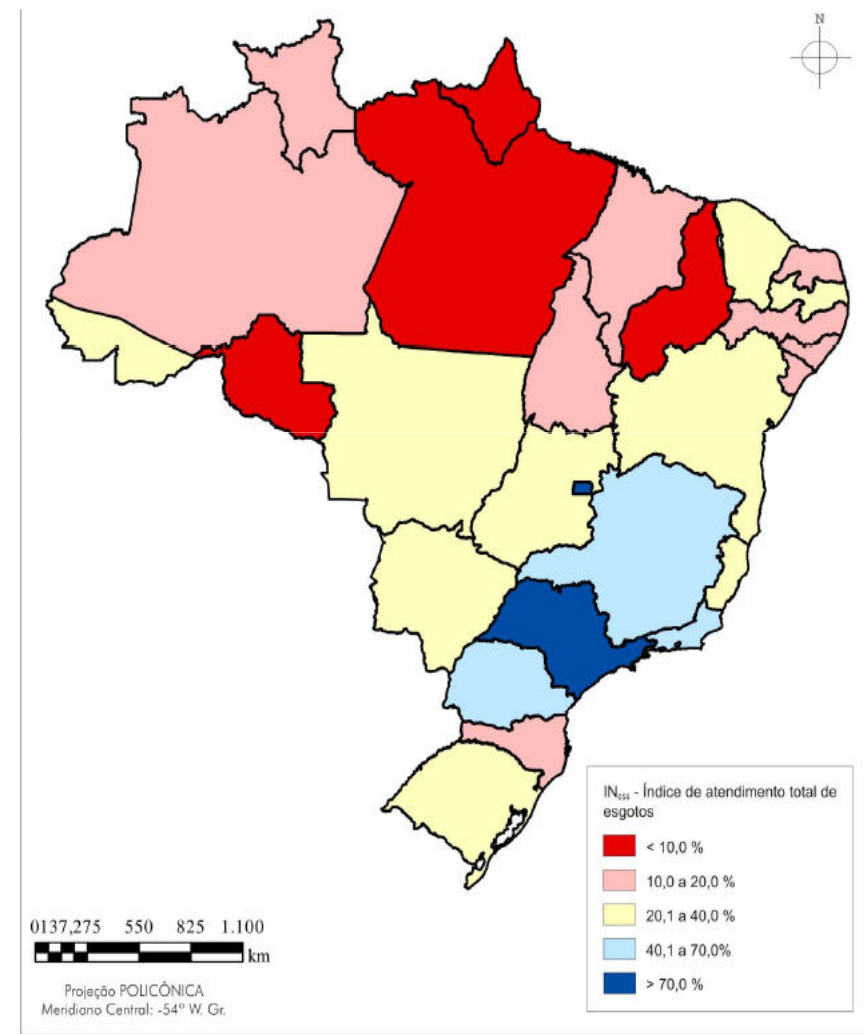 N
IN₀₅₆ - Índice de atendimento total de
esgotos
< 10,0 %
10,0 a 20,0 %
20,1 a 40,0 %
40,1 a 70,0%
> 70,0 %
0137,275 550 825 1.100
km
Projeção POLICÔNICA
Meridiano Central: -54º W. Gr.